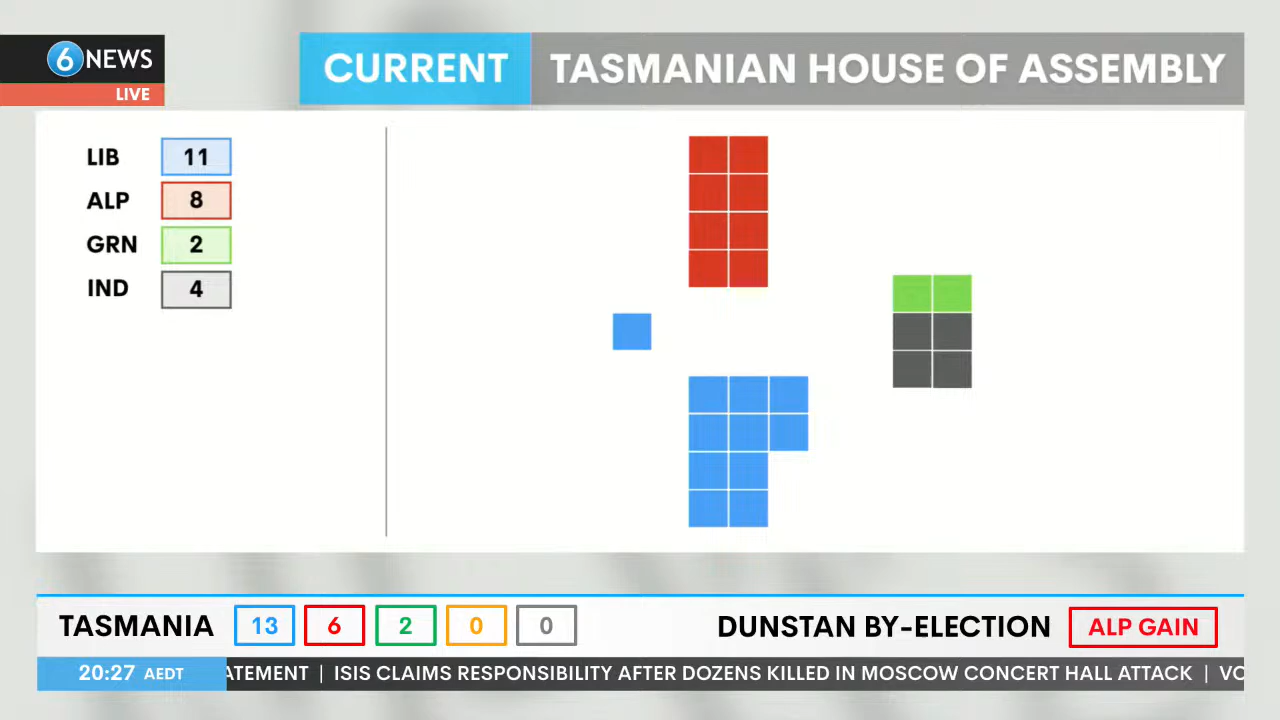 6 NEWS
LIVE
CURRENT TASMANIAN HOUSE OF ASSEMBLY
LIB 11
ALP 8
GRN 2
IND 4
TASMANIA 13 6 2 0 0 DUNSTAN BY-ELECTION ALP GAIN
20:27 AEDT ATEMENT | ISIS CLAIMS RESPONSIBILITY AFTER DOZENS KILLED IN MOSCOW CONCERT HALL ATTACK | VO